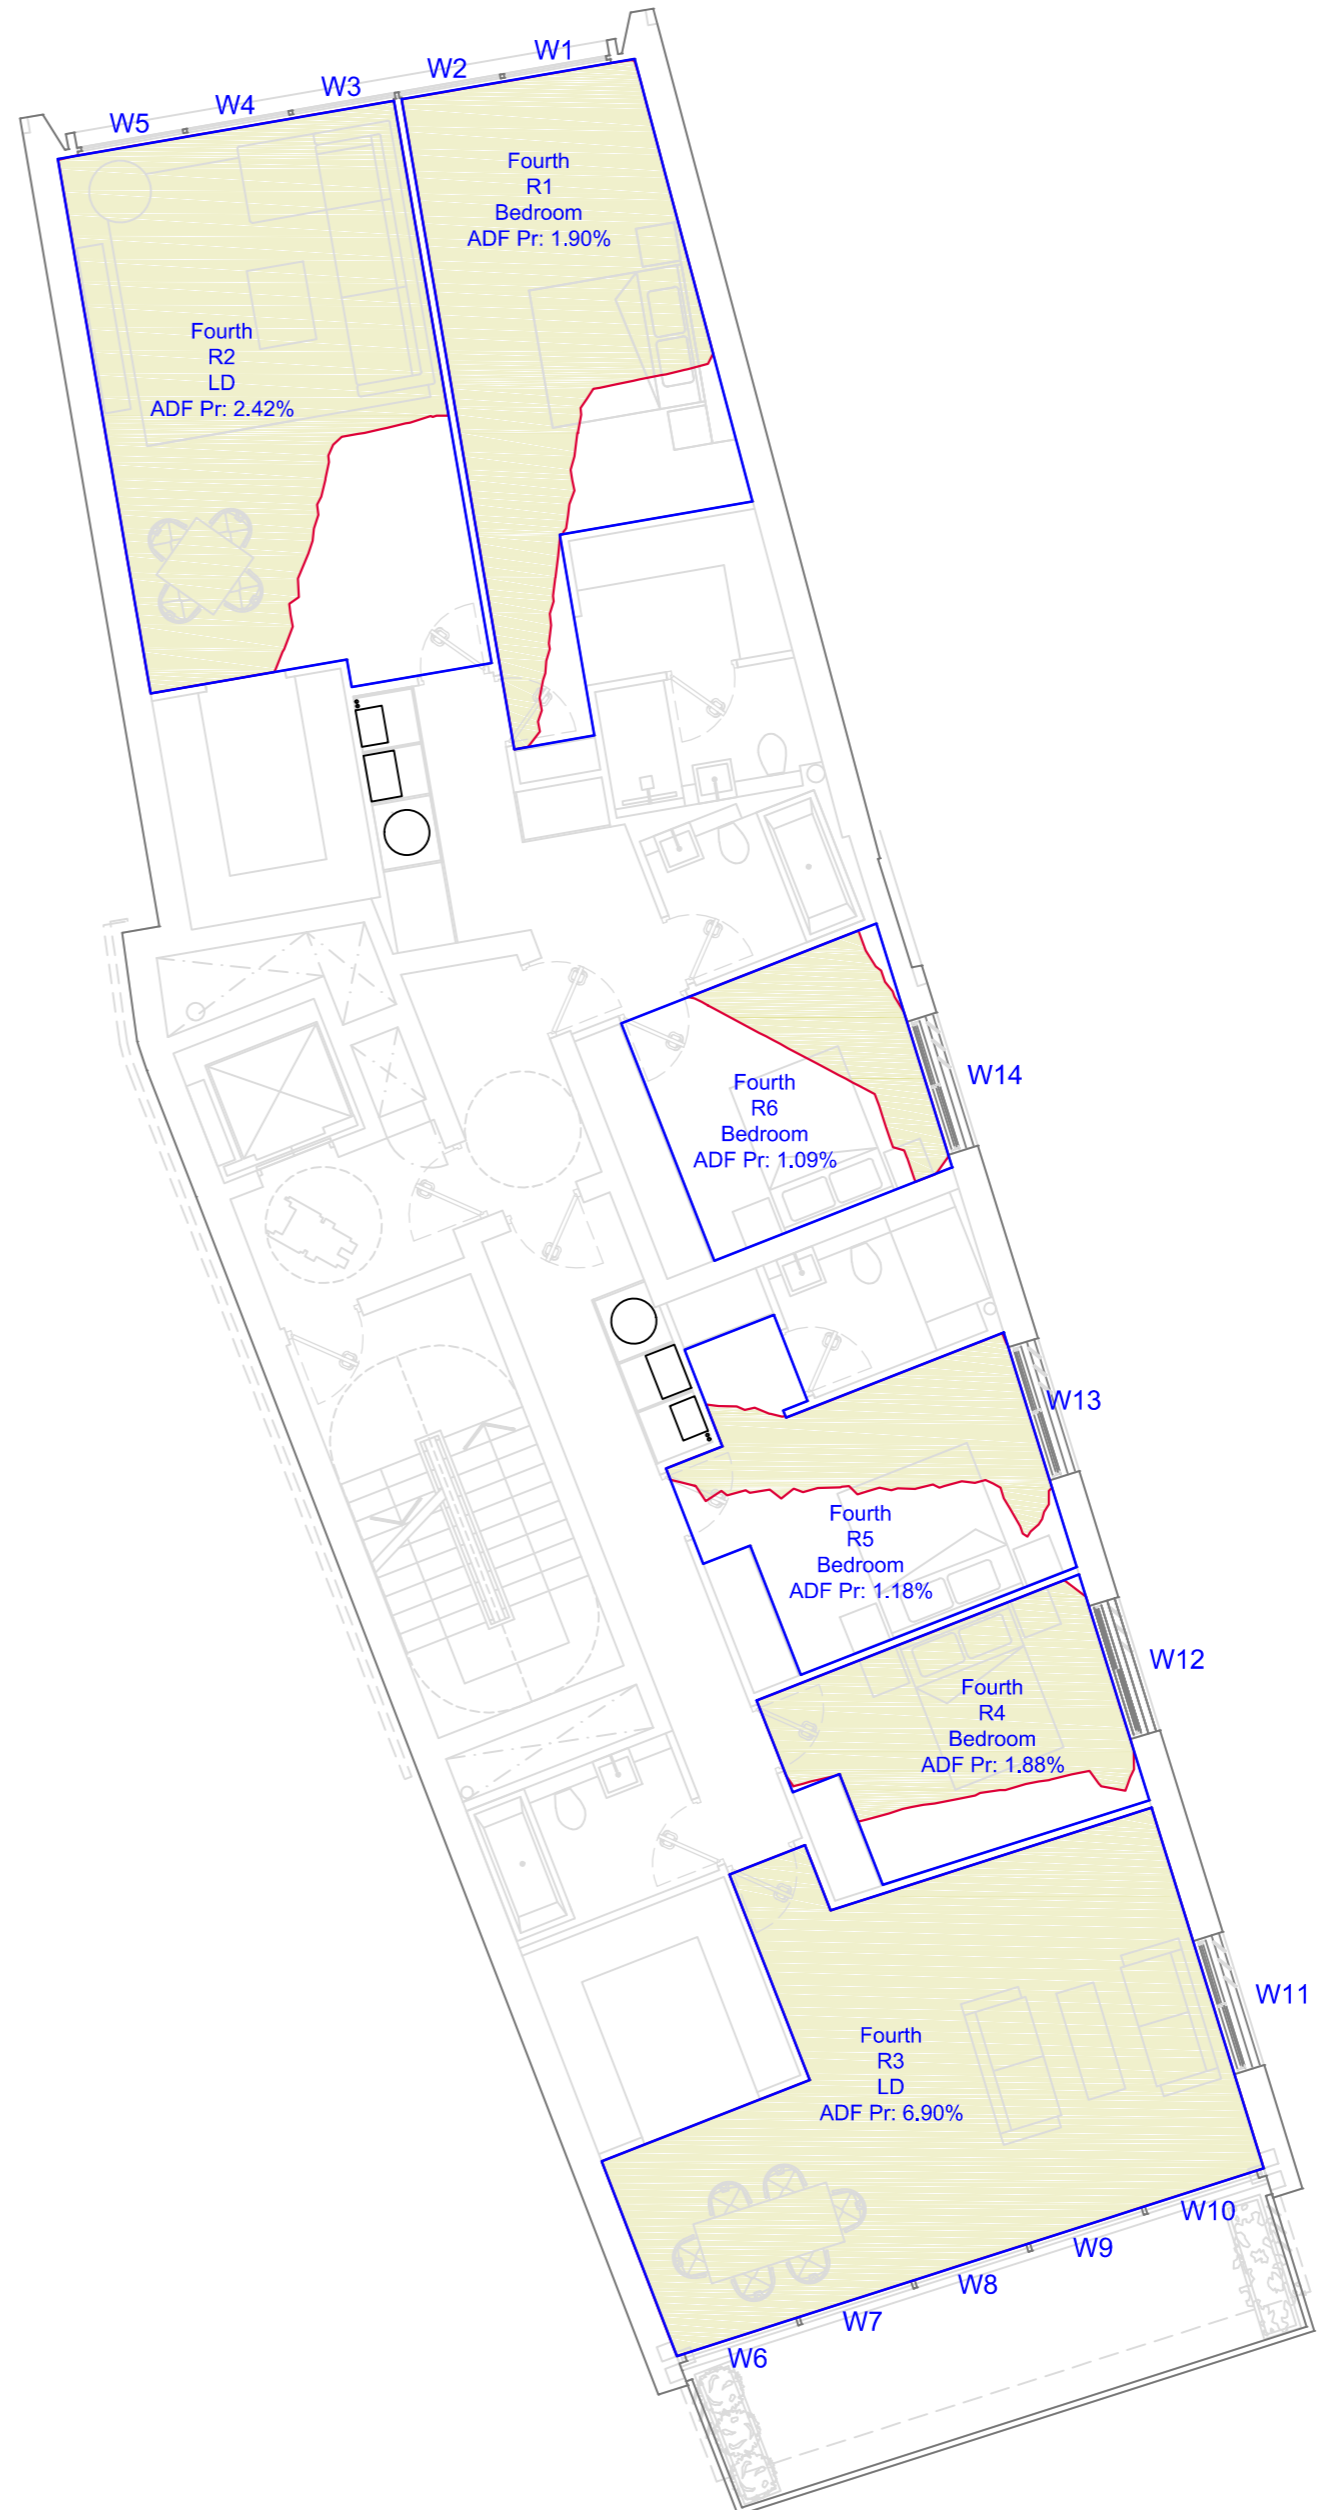 W1
W2
W3
W4
W5
Fourth
R1
Bedroom
ADF Pr: 1.90%
Fourth
R2
LD
ADF Pr: 2.42%
W14
Fourth
R6
Bedroom
ADF Pr: 1.09%
W13
Fourth
R5
Bedroom
ADF Pr: 1.18%
W12
Fourth
R4
Bedroom
ADF Pr: 1.88%
W11
Fourth
R3
LD
ADF Pr: 6.90%
W10
W9
W8
W7
W6